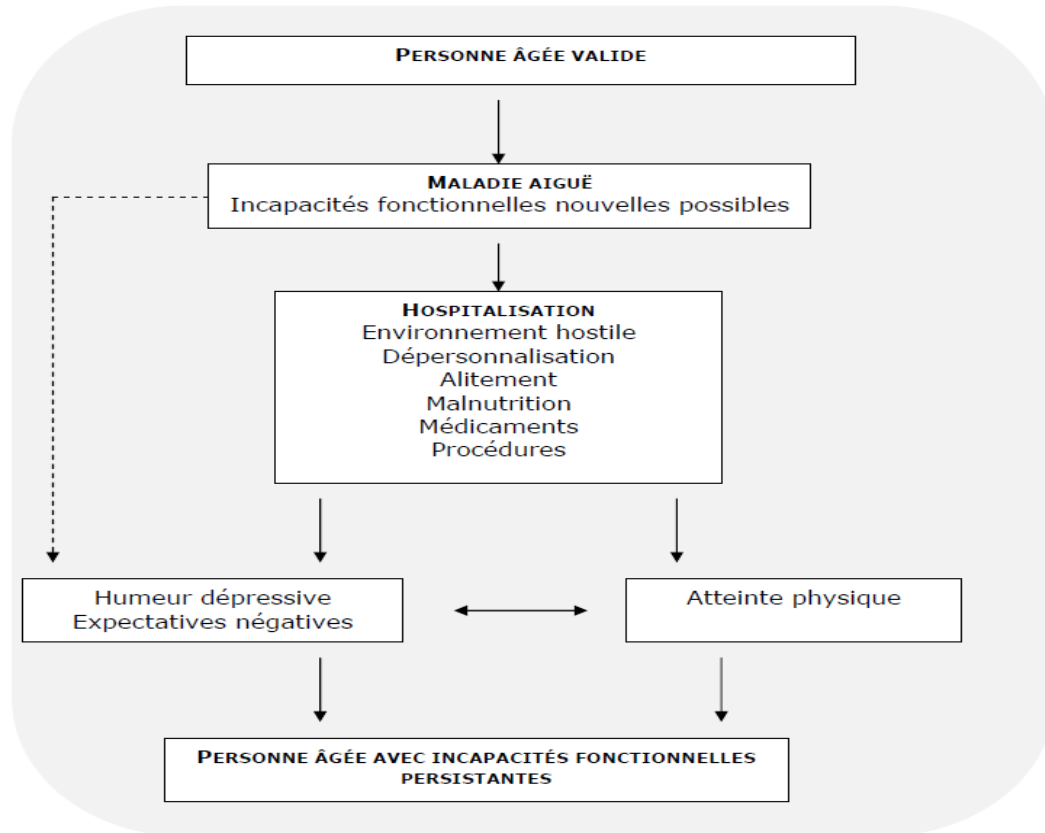 PERSONNE ÂGÉE VALIDE
MALADIE AIGUË
Incapacités fonctionnelles nouvelles possibles
HOSPITALISATION
Environnement hostile
Dépersonnalisation
Alitement
Malnutrition
Médicaments
Procédures
Humeur dépressive
Expectatives négatives
Atteinte physique
PERSONNE ÂGÉE AVEC INCAPACITÉS FONCTIONNELLES
PERSISTANTES